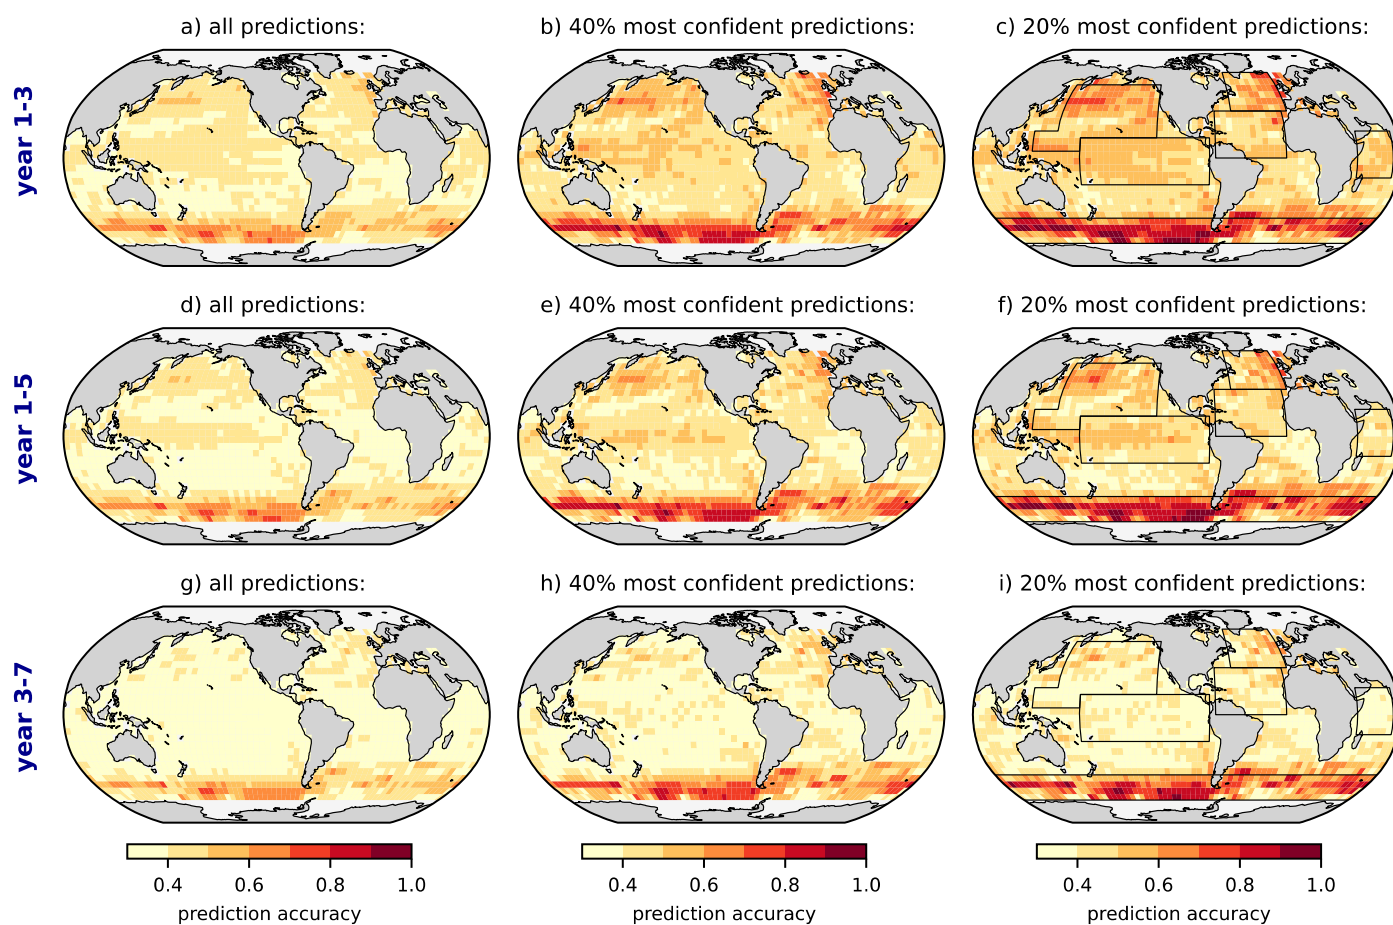 a) all predictions:
b) 40% most confident predictions:
c) 20% most confident predictions:
year 1-3
d) all predictions:
e) 40% most confident predictions:
f) 20% most confident predictions:
year 1-5
g) all predictions:
h) 40% most confident predictions:
i) 20% most confident predictions:
year 3-7
0.4 0.6 0.8 1.0
prediction accuracy
0.4 0.6 0.8 1.0
prediction accuracy
0.4 0.6 0.8 1.0
prediction accuracy